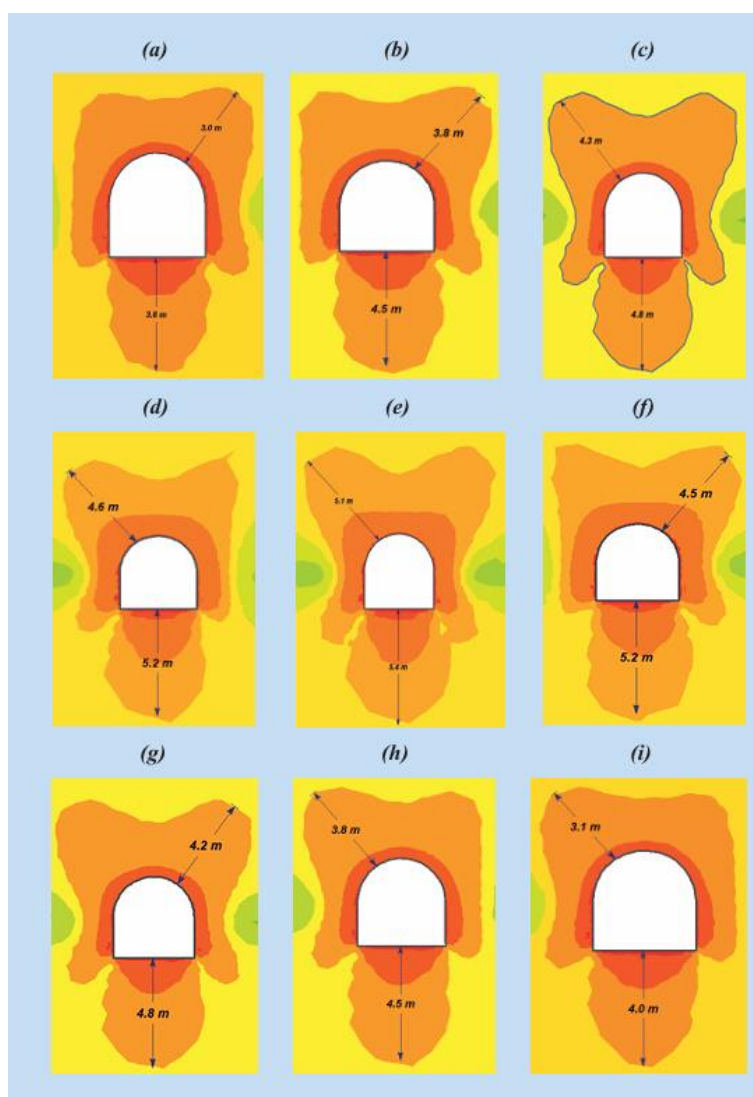 (a) (b) (c)
3.0 m
3.8 m
4.3 m
3.8 m
4.5 m
4.8 m
(d) (e) (f)
4.6 m
5.1 m
4.5 m
5.2 m
5.4 m
5.2 m
(g) (h) (i)
4.2 m
3.8 m
3.1 m
4.8 m
4.5 m
4.0 m